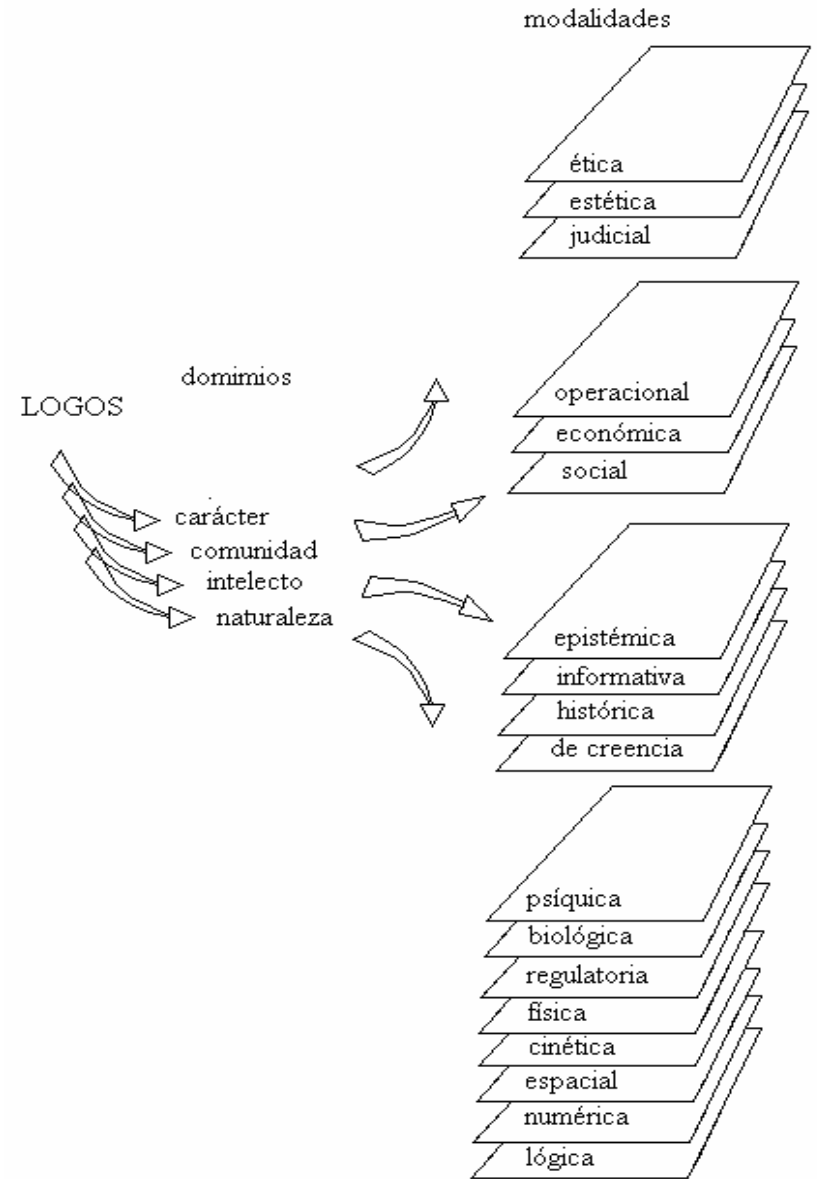 modalidades
ética
estética
judicial
domimios
LOGOS
operacional
económica
social
carácter
comunidad
intelecto
naturaleza
epistémica
informativa
histórica
de creencia
psíquica
biológica
regulatoria
física
cinética
espacial
numérica
lógica